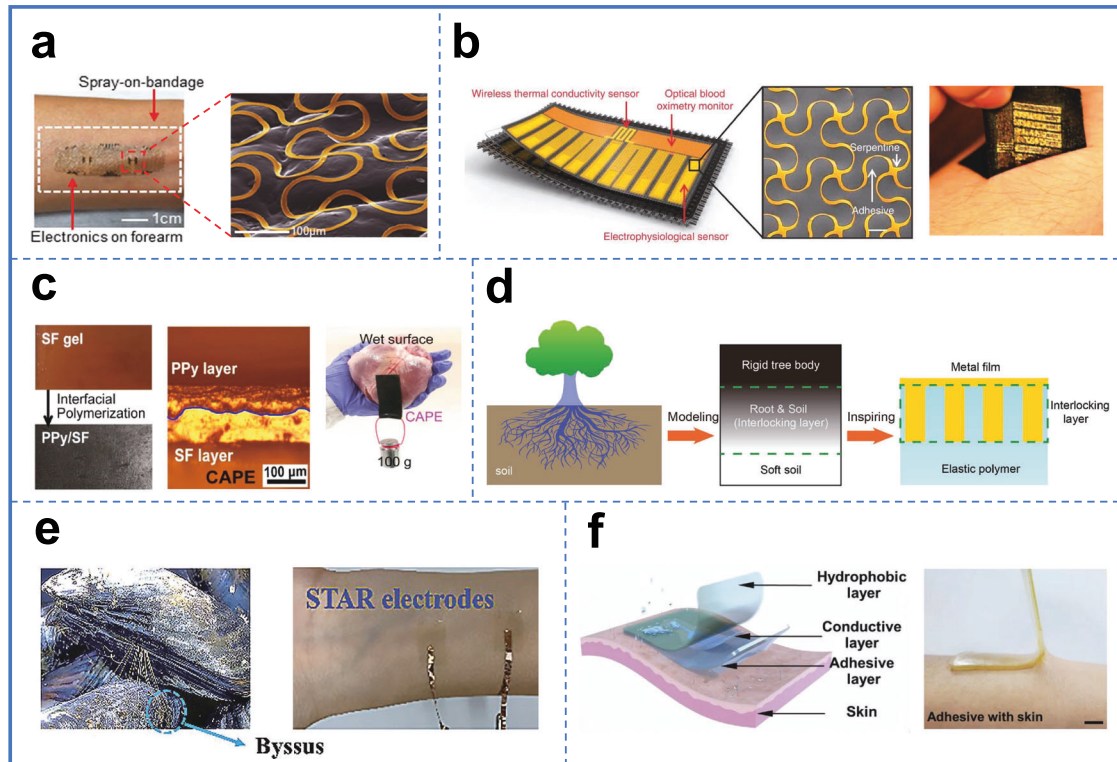 a
Spray-on-bandage
1cm
Electronics on forearm
100μm
b
Wireless thermal conductivity sensor
Optical blood
oximetry monitor
Electrophysiological sensor
Serpentine
Adhesive
c
SF gel
Interfacial
Polymerization
PPy/SF
PPy layer
SF layer
CAPE
100 μm
Wet surface
CAPE
100 g
d
soil
Modeling
Rigid tree body
Root & Soil
(Interlocking layer)
Soft soil
Inspiring
Metal film
Interlocking
layer
Elastic polymer
e
Byssus
STAR electrodes
f
Hydrophobic
layer
Conductive
layer
Adhesive
layer
Skin
Adhesive with skin